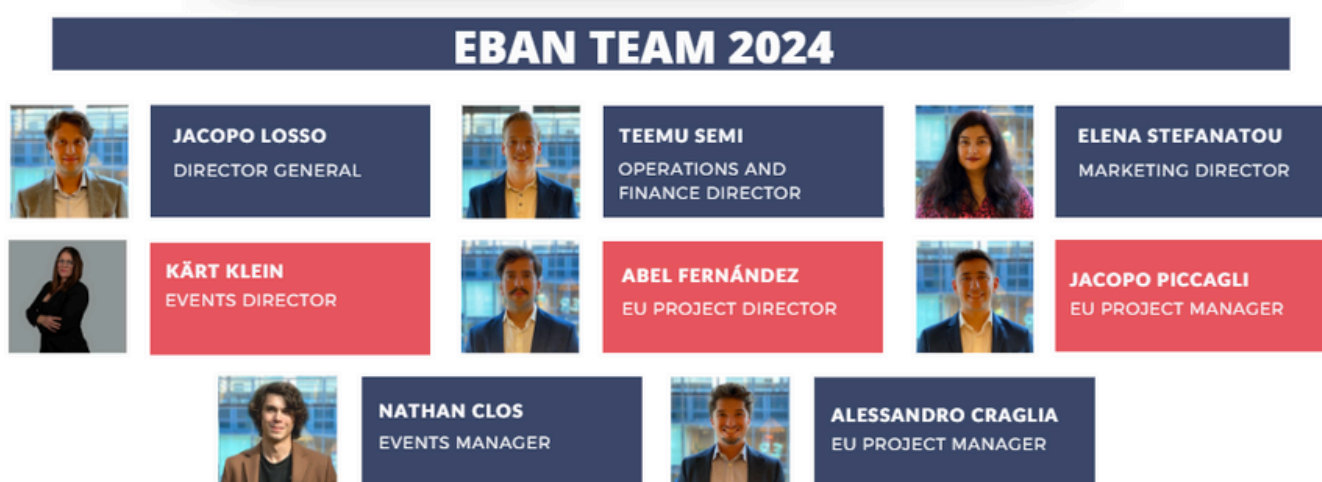 EBAN TEAM 2024
JACOPO LOSSO
DIRECTOR GENERAL
TEEMU SEMI
OPERATIONS AND
FINANCE DIRECTOR
ELENA STEFANATOU
MARKETING DIRECTOR
KÄRT KLEIN
EVENTS DIRECTOR
ABEL FERNÁNDEZ
EU PROJECT DIRECTOR
JACOPO PICCAGLI
EU PROJECT MANAGER
NATHAN CLOS
EVENTS MANAGER
ALESSANDRO CRAGLIA
EU PROJECT MANAGER